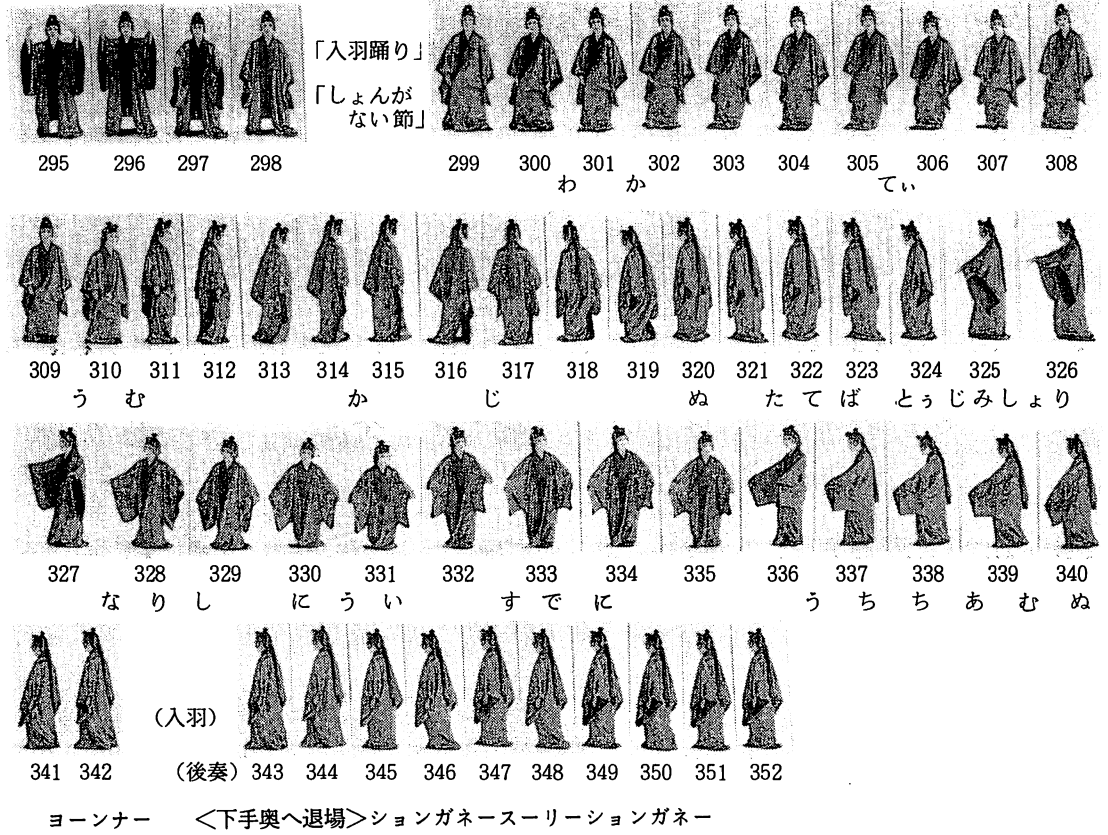 「入羽踊り」
「しょんが
ない節」
295 296 297 298 299 300 301 302 303 304 305 306 307 308
わ か てぃ
309 310 311 312 313 314 315 316 317 318 319 320 321 322 323 324 325 326
う む か じ ぬ た て ば とぅ じ み し ょ り
327 328 329 330 331 332 333 334 335 336 337 338 339 340
な り し に う い す で に う ち ち あ む ぬ
(入羽)
341 342 (後奏) 343 344 345 346 347 348 349 350 351 352
ヨーンナー <下手奥へ退場>ションガネースーリーションガネー